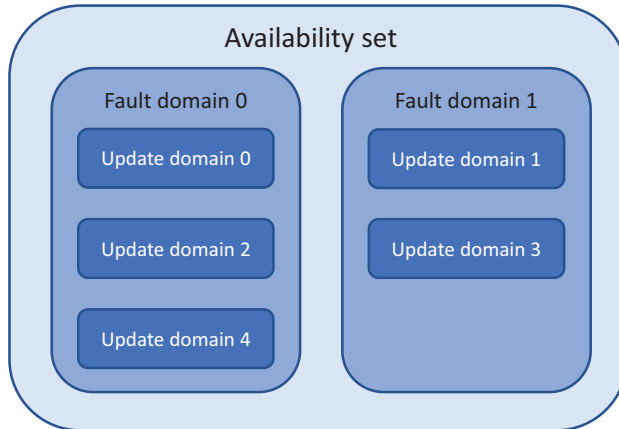 Availability set
Fault domain 0
Update domain 0
Update domain 2
Update domain 4
Fault domain 1
Update domain 1
Update domain 3